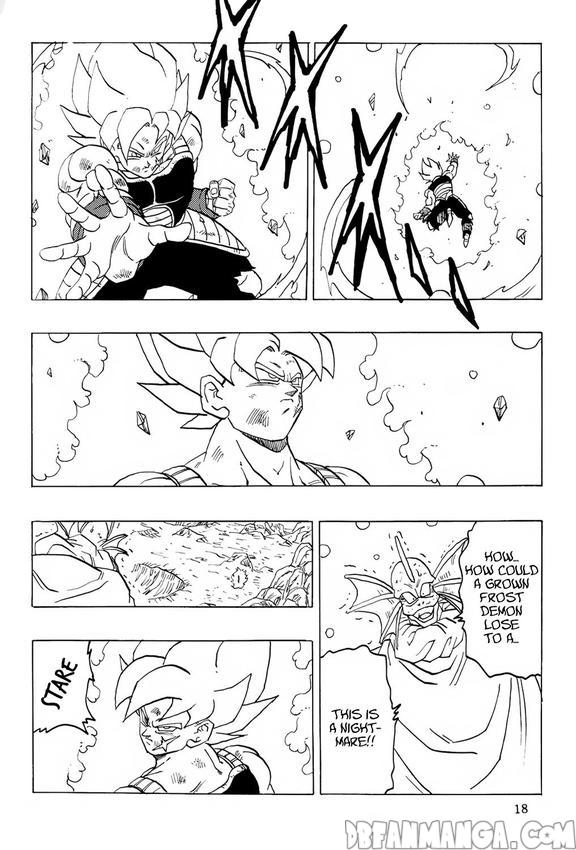 HOW...
HOW COULD
A GROWN
FROST
DEMON
LOSE
TO A...
THIS IS
A NIGHT-
MARE!!
STARE
18
DBFANMANGA.COM